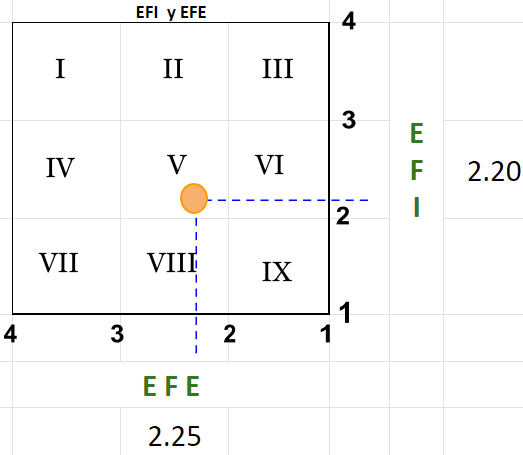 EFI y EFE
4
I II III
3
E
F
I
IV V VI
2.20
2
VII VIII IX
1
4 3 2 1
E F E
2.25